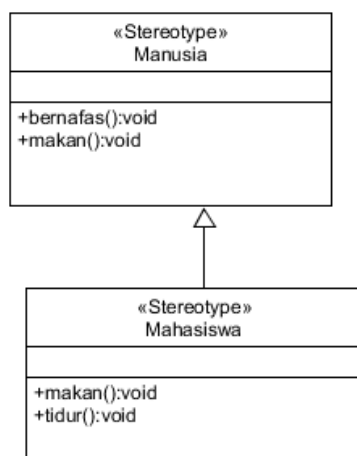 «Stereotype»
Manusia
+bernafas():void
+makan():void
«Stereotype»
Mahasiswa
+makan():void
+tidur():void